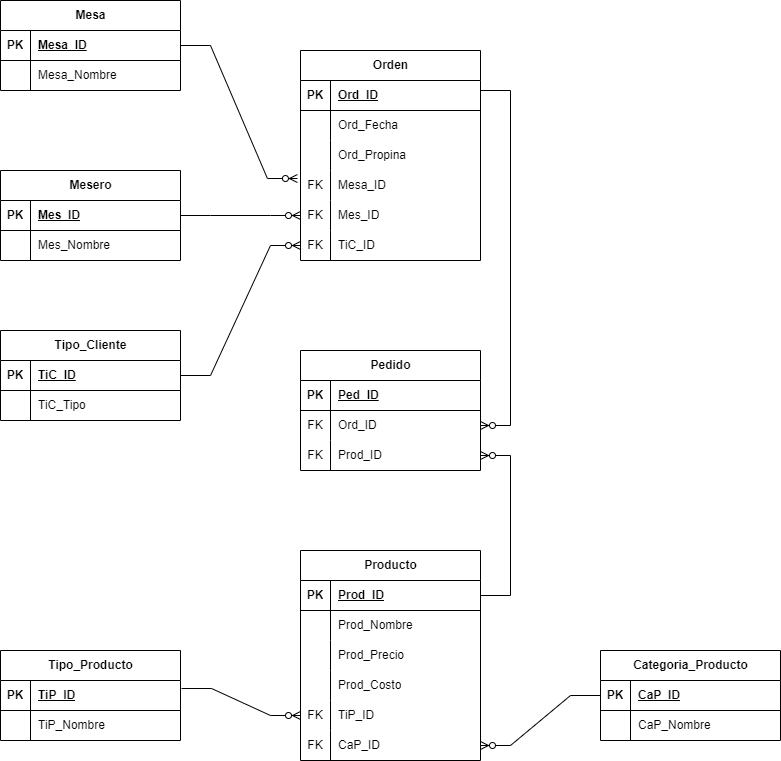 Mesa
PK Mesa_ID
Mesa_Nombre
Orden
PK Ord_ID
Ord_Fecha
Ord_Propina
FK Mesa_ID
FK Mes_ID
FK TiC_ID
Mesero
PK Mes_ID
Mes_Nombre
Tipo_Cliente
PK TiC_ID
TiC_Tipo
Pedido
PK Ped_ID
FK Ord_ID
FK Prod_ID
Producto
PK Prod_ID
Prod_Nombre
Prod_Precio
Prod_Costo
FK TiP_ID
FK CaP_ID
Tipo_Producto
PK TiP_ID
TiP_Nombre
Categoria_Producto
PK CaP_ID
CaP_Nombre